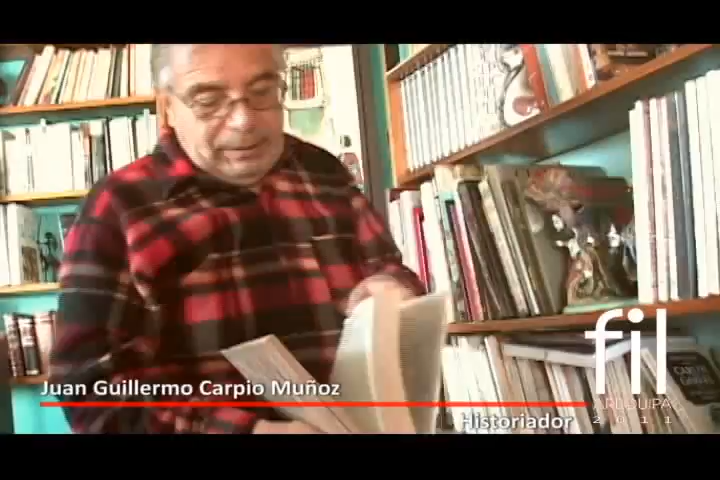 Juan Guillermo Carpio Muñoz
Historiador
fil
AREQUIPA
2011